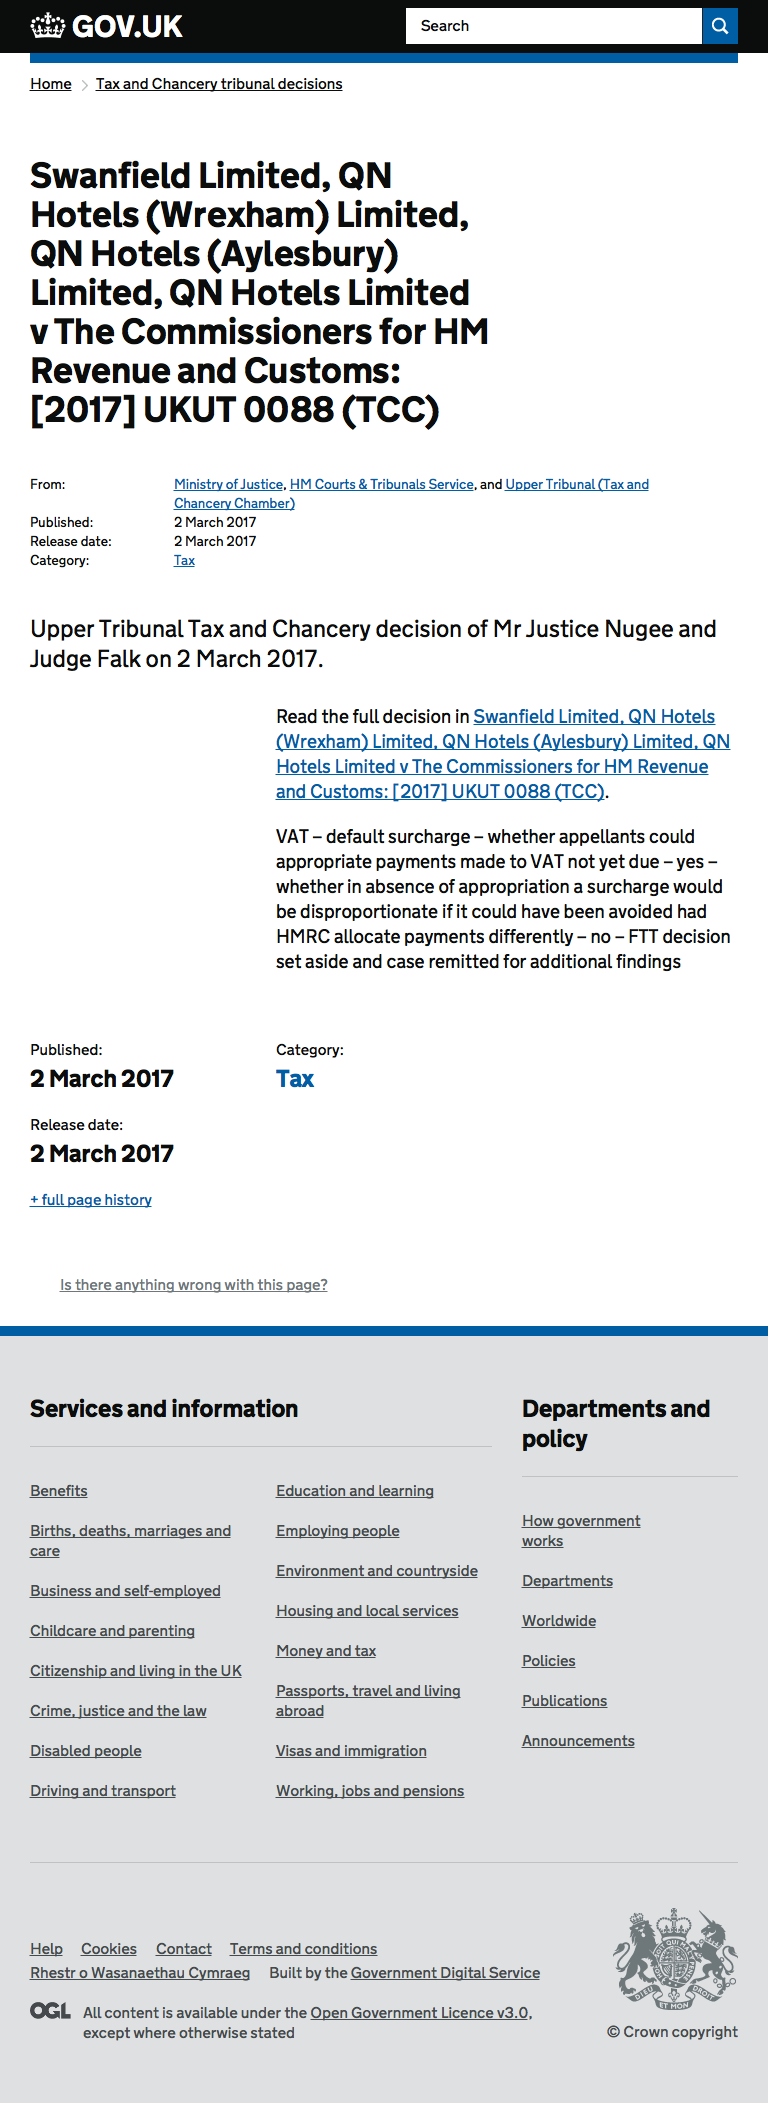 GOV.UK
Search
Home
Tax and Chancery tribunal decisions
Swanfield Limited, QN
Hotels (Wrexham) Limited,
QN Hotels (Aylesbury)
Limited, QN Hotels Limited
v The Commissioners for HM
Revenue and Customs:
[2017] UKUT 0088 (TCC)
From: Ministry of Justice, HM Courts & Tribunals Service, and Upper Tribunal (Tax and
Chancery Chamber)
Published: 2 March 2017
Release date: 2 March 2017
Category: Tax
Upper Tribunal Tax and Chancery decision of Mr Justice Nugee and
Judge Falk on 2 March 2017.
Read the full decision in Swanfield Limited, QN Hotels
(Wrexham) Limited, QN Hotels (Aylesbury) Limited, QN
Hotels Limited v The Commissioners for HM Revenue
and Customs: [2017] UKUT 0088 (TCC).
VAT – default surcharge – whether appellants could
appropriate payments made to VAT not yet due – yes –
whether in absence of appropriation a surcharge would
be disproportionate if it could have been avoided had
HMRC allocate payments differently – no – FTT decision
set aside and case remitted for additional findings
Published:
2 March 2017
Release date:
2 March 2017
+ full page history
Category:
Tax
Is there anything wrong with this page?
Services and information
Benefits
Births, deaths, marriages and
care
Business and self-employed
Childcare and parenting
Citizenship and living in the UK
Crime, justice and the law
Disabled people
Driving and transport
Education and learning
Employing people
Environment and countryside
Housing and local services
Money and tax
Passports, travel and living
abroad
Visas and immigration
Working, jobs and pensions
Departments and
policy
How government
works
Departments
Worldwide
Policies
Publications
Announcements
Help Cookies Contact Terms and conditions
Rhestr o Wasanaethau Cymraeg Built by the Government Digital Service
OGL
All content is available under the Open Government Licence v3.0,
except where otherwise stated
DIEU ET MON DROIT
© Crown copyright